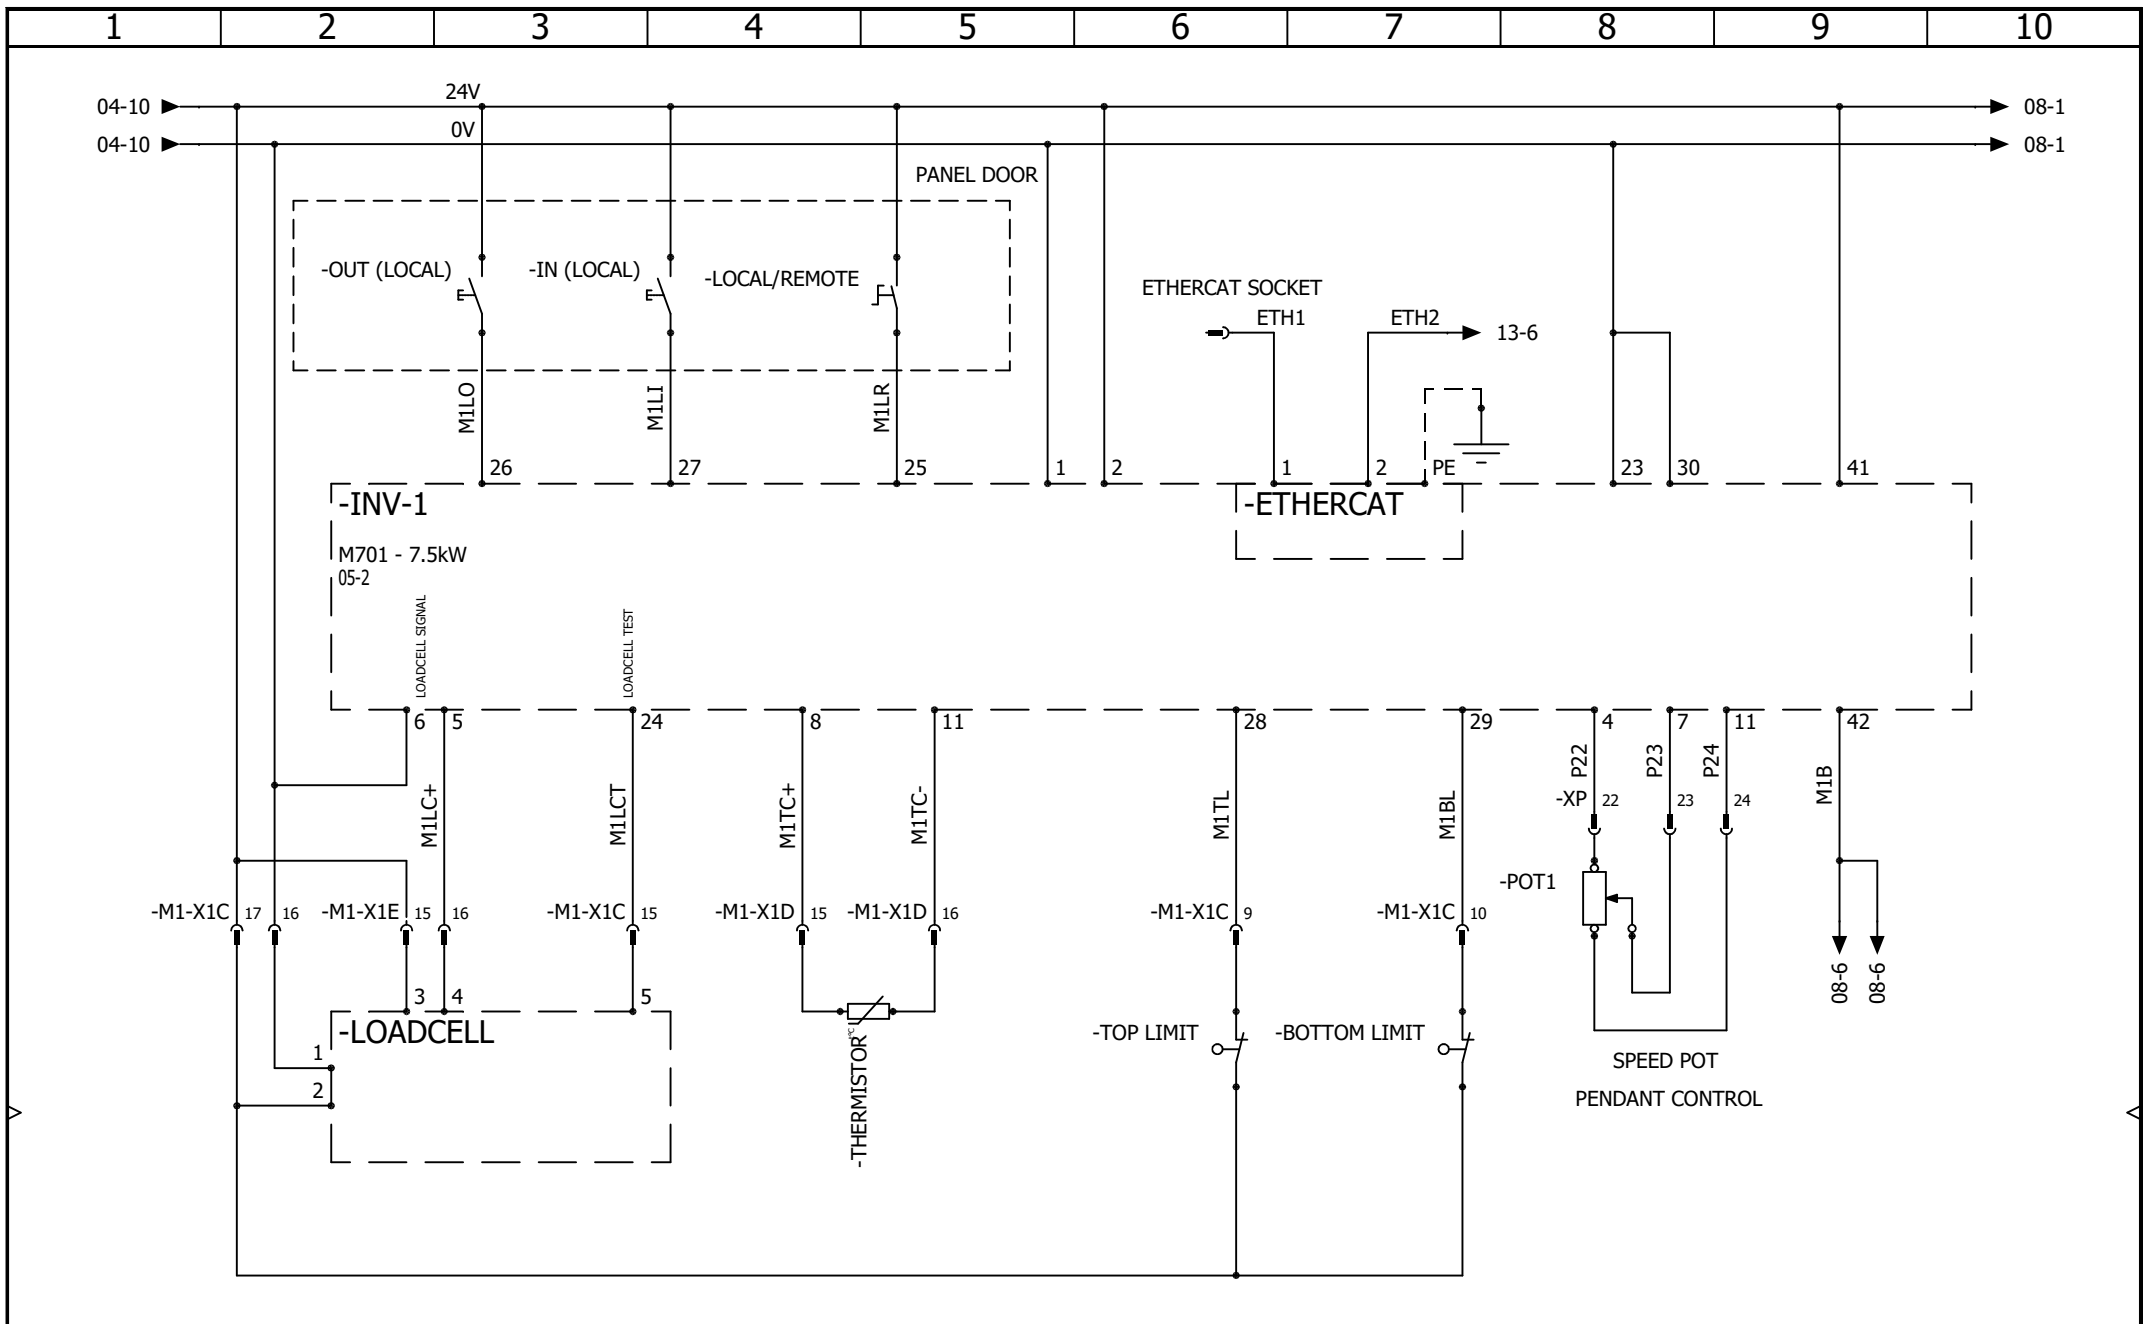 1 2 3 4 5 6 7 8 9 10
04-10 24V 08-1
04-10 0V 08-1
PANEL DOOR
-OUT (LOCAL) -IN (LOCAL) -LOCAL/REMOTE
ETHERCAT SOCKET
ETH1 ETH2 13-6
M1LO M1LI M1LR
26 27 25 1 2 1 2 PE 23 30 41
-INV-1 -ETHERCAT
M701 - 7.5kW
05-2
LOADCELL SIGNAL LOADCELL TEST
6 5 24 8 11 28 29 4 7 11 42
P22 P23 P24
M1LC+ M1LCT M1TC+ M1TC- M1TL M1BL M1B
-XP 22 23 24
-POT1
-M1-X1C 17 16 -M1-X1E 15 16 -M1-X1C 15 -M1-X1D 15 -M1-X1D 16 -M1-X1C 9 -M1-X1C 10
08-6 08-6
3 4 5
-LOADCELL
-THERMISTOR
-TOP LIMIT -BOTTOM LIMIT
1
2
SPEED POT
PENDANT CONTROL